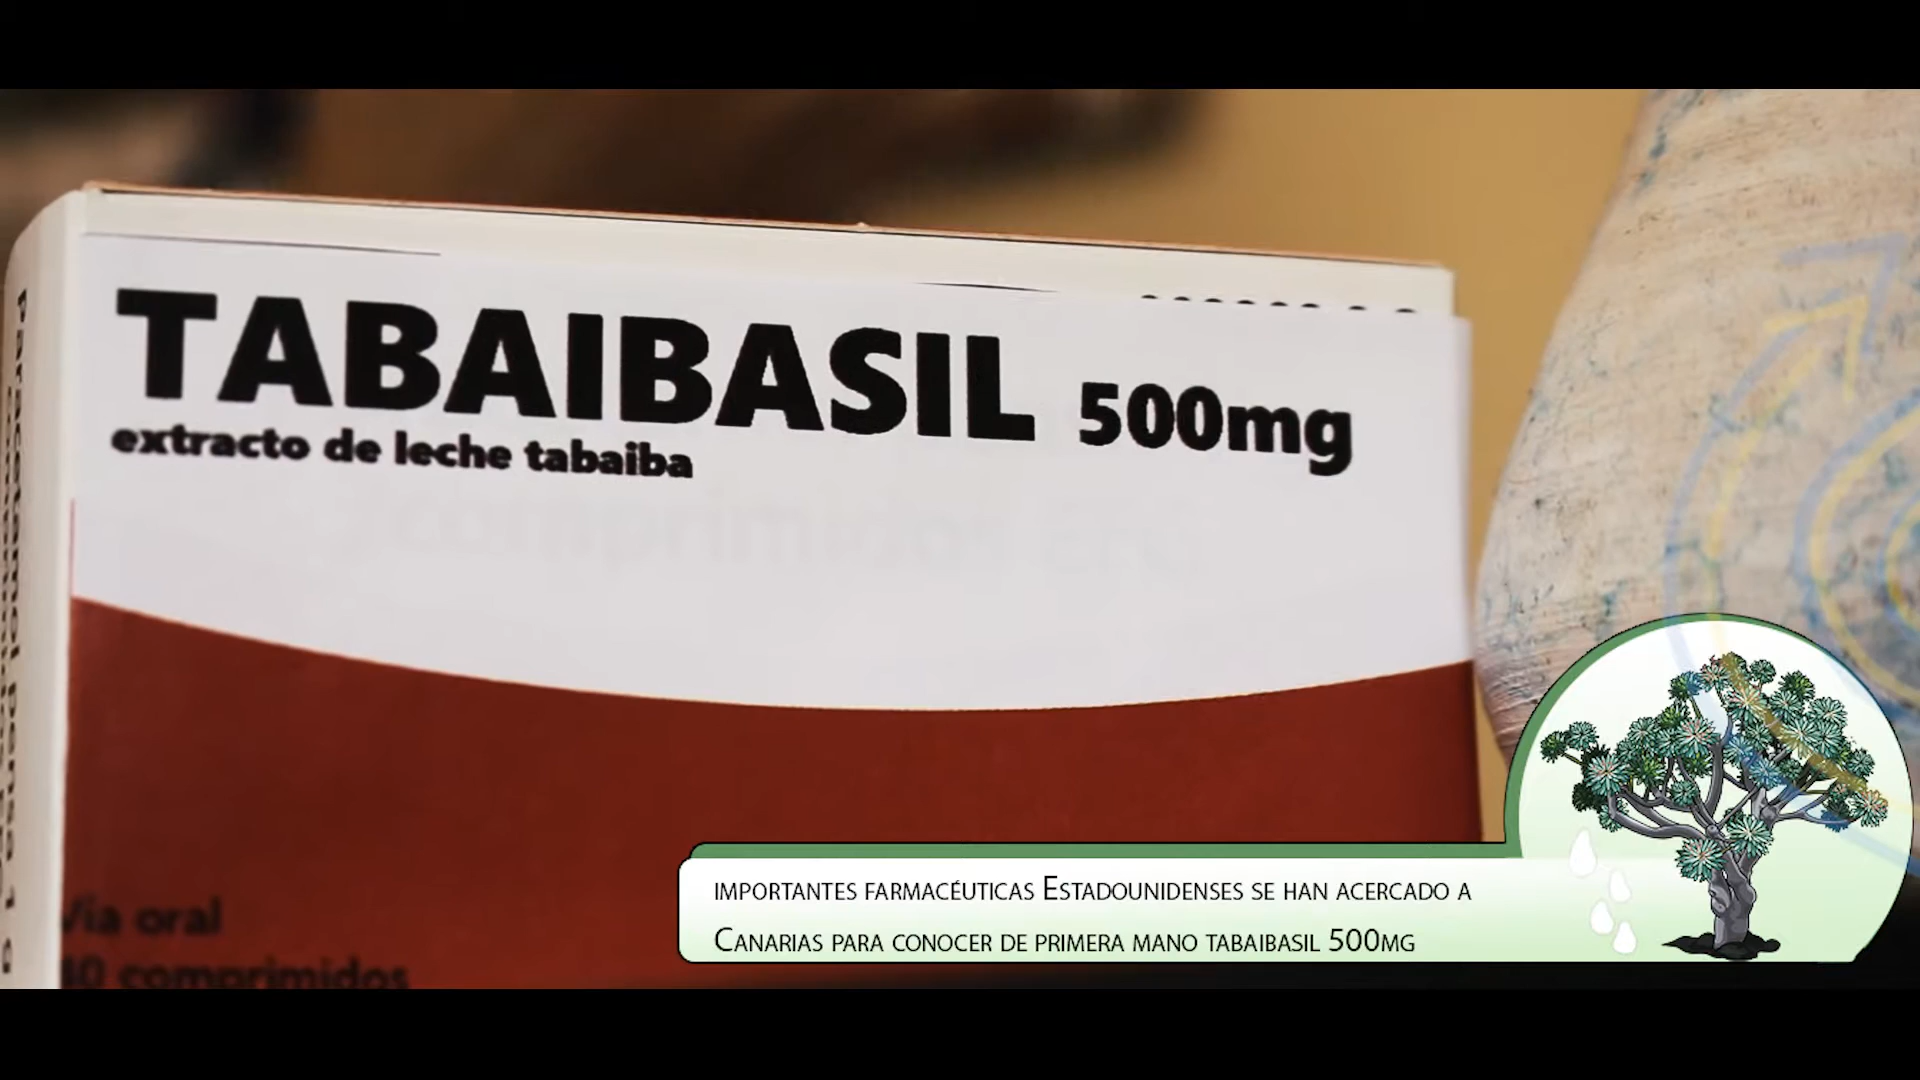 TABAIBASIL 500mg
extracto de leche tabaiba
Vía oral
40 comprimidos
importantes farmacéuticas Estadounidenses se han acercado a
Canarias para conocer de primera mano tabaibasil 500mg